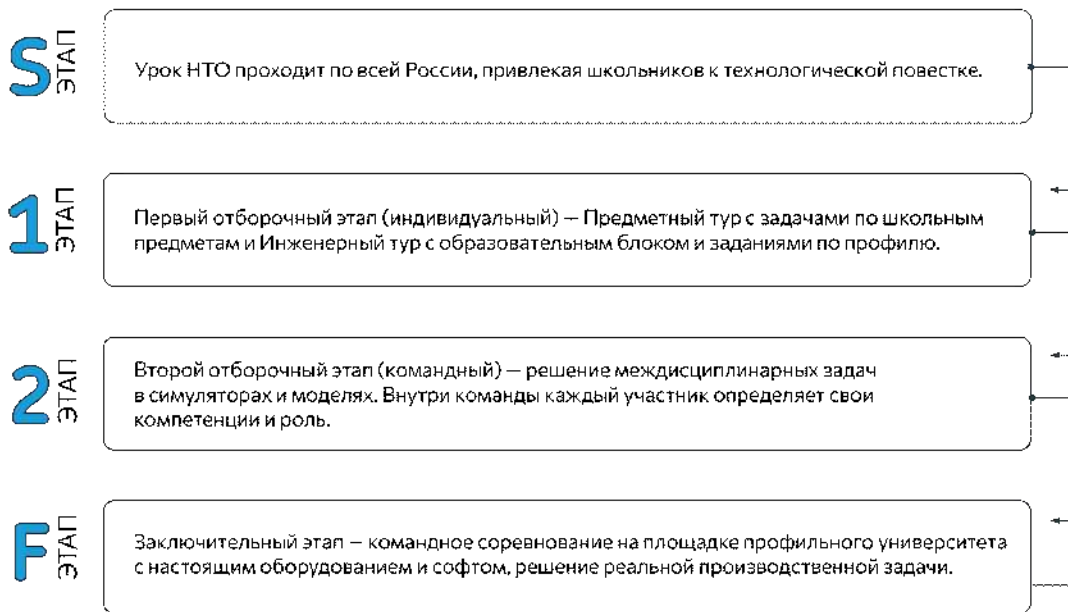 S ЭТАП
Урок НТО проходит по всей России, привлекая школьников к технологической повестке.
1 ЭТАП
Первый отборочный этап (индивидуальный) — Предметный тур с задачами по школьным
предметам и Инженерный тур с образовательным блоком и заданиями по профилю.
2 ЭТАП
Второй отборочный этап (командный) — решение междисциплинарных задач
в симуляторах и моделях. Внутри команды каждый участник определяет свои
компетенции и роль.
F ЭТАП
Заключительный этап — командное соревнование на площадке профильного университета
с настоящим оборудованием и софтом, решение реальной производственной задачи.